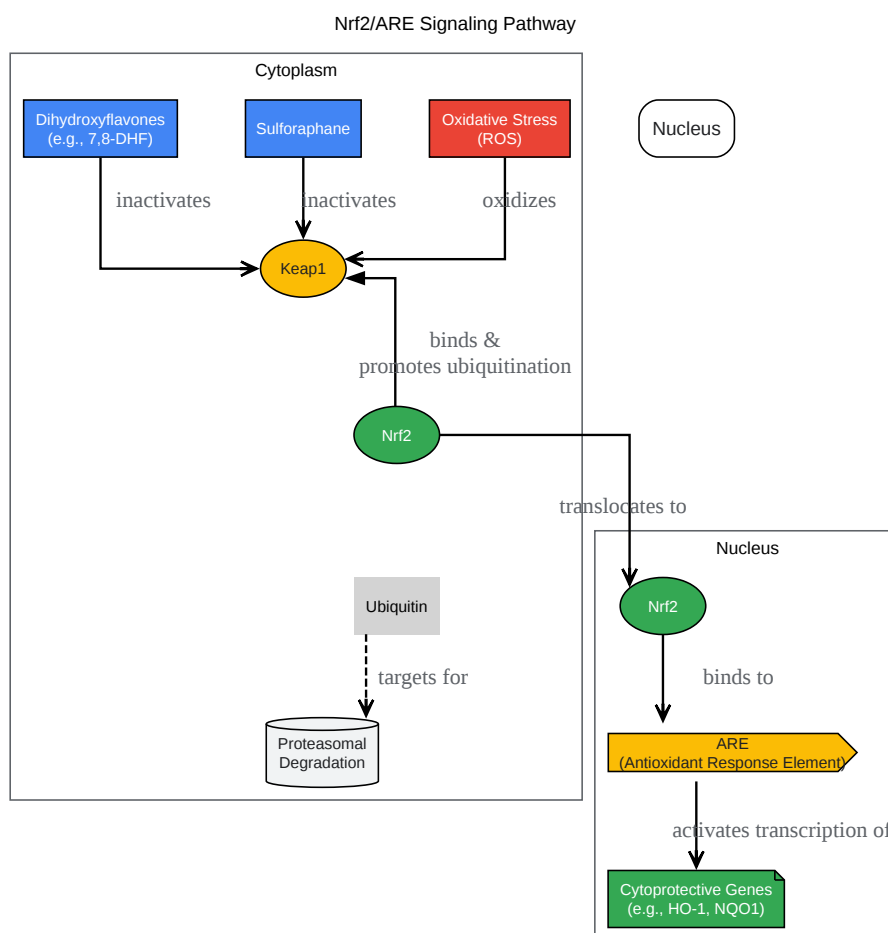 Nrf2/ARE Signaling Pathway
Cytoplasm
Dihydroxyflavones
(e.g., 7,8-DHF)
Sulforaphane
Oxidative Stress
(ROS)
Nucleus
inactivates
inactivates
oxidizes
Keap1
binds &
promotes ubiquitination
Nrf2
translocates to
Nucleus
Ubiquitin
Nrf2
targets for
binds to
Proteasomal
Degradation
ARE
(Antioxidant Response Element)
activates transcription of
Cytoprotective Genes
(e.g., HO-1, NQO1)